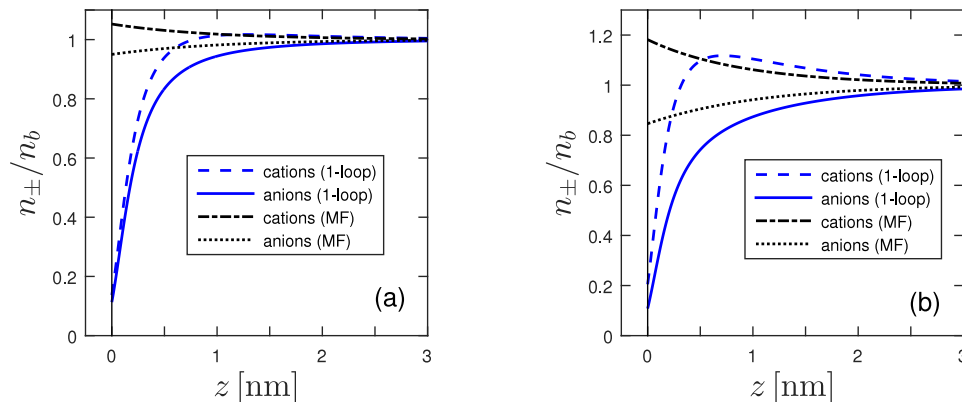 n±/nb
1
0.8
0.6
0.4
0.2
0
cations (1-loop)
anions (1-loop)
cations (MF)
anions (MF)
(a)
0 1 2 3
z [nm]
n±/nb
1.2
1
0.8
0.6
0.4
0.2
0
cations (1-loop)
anions (1-loop)
cations (MF)
anions (MF)
(b)
0 1 2 3
z [nm]